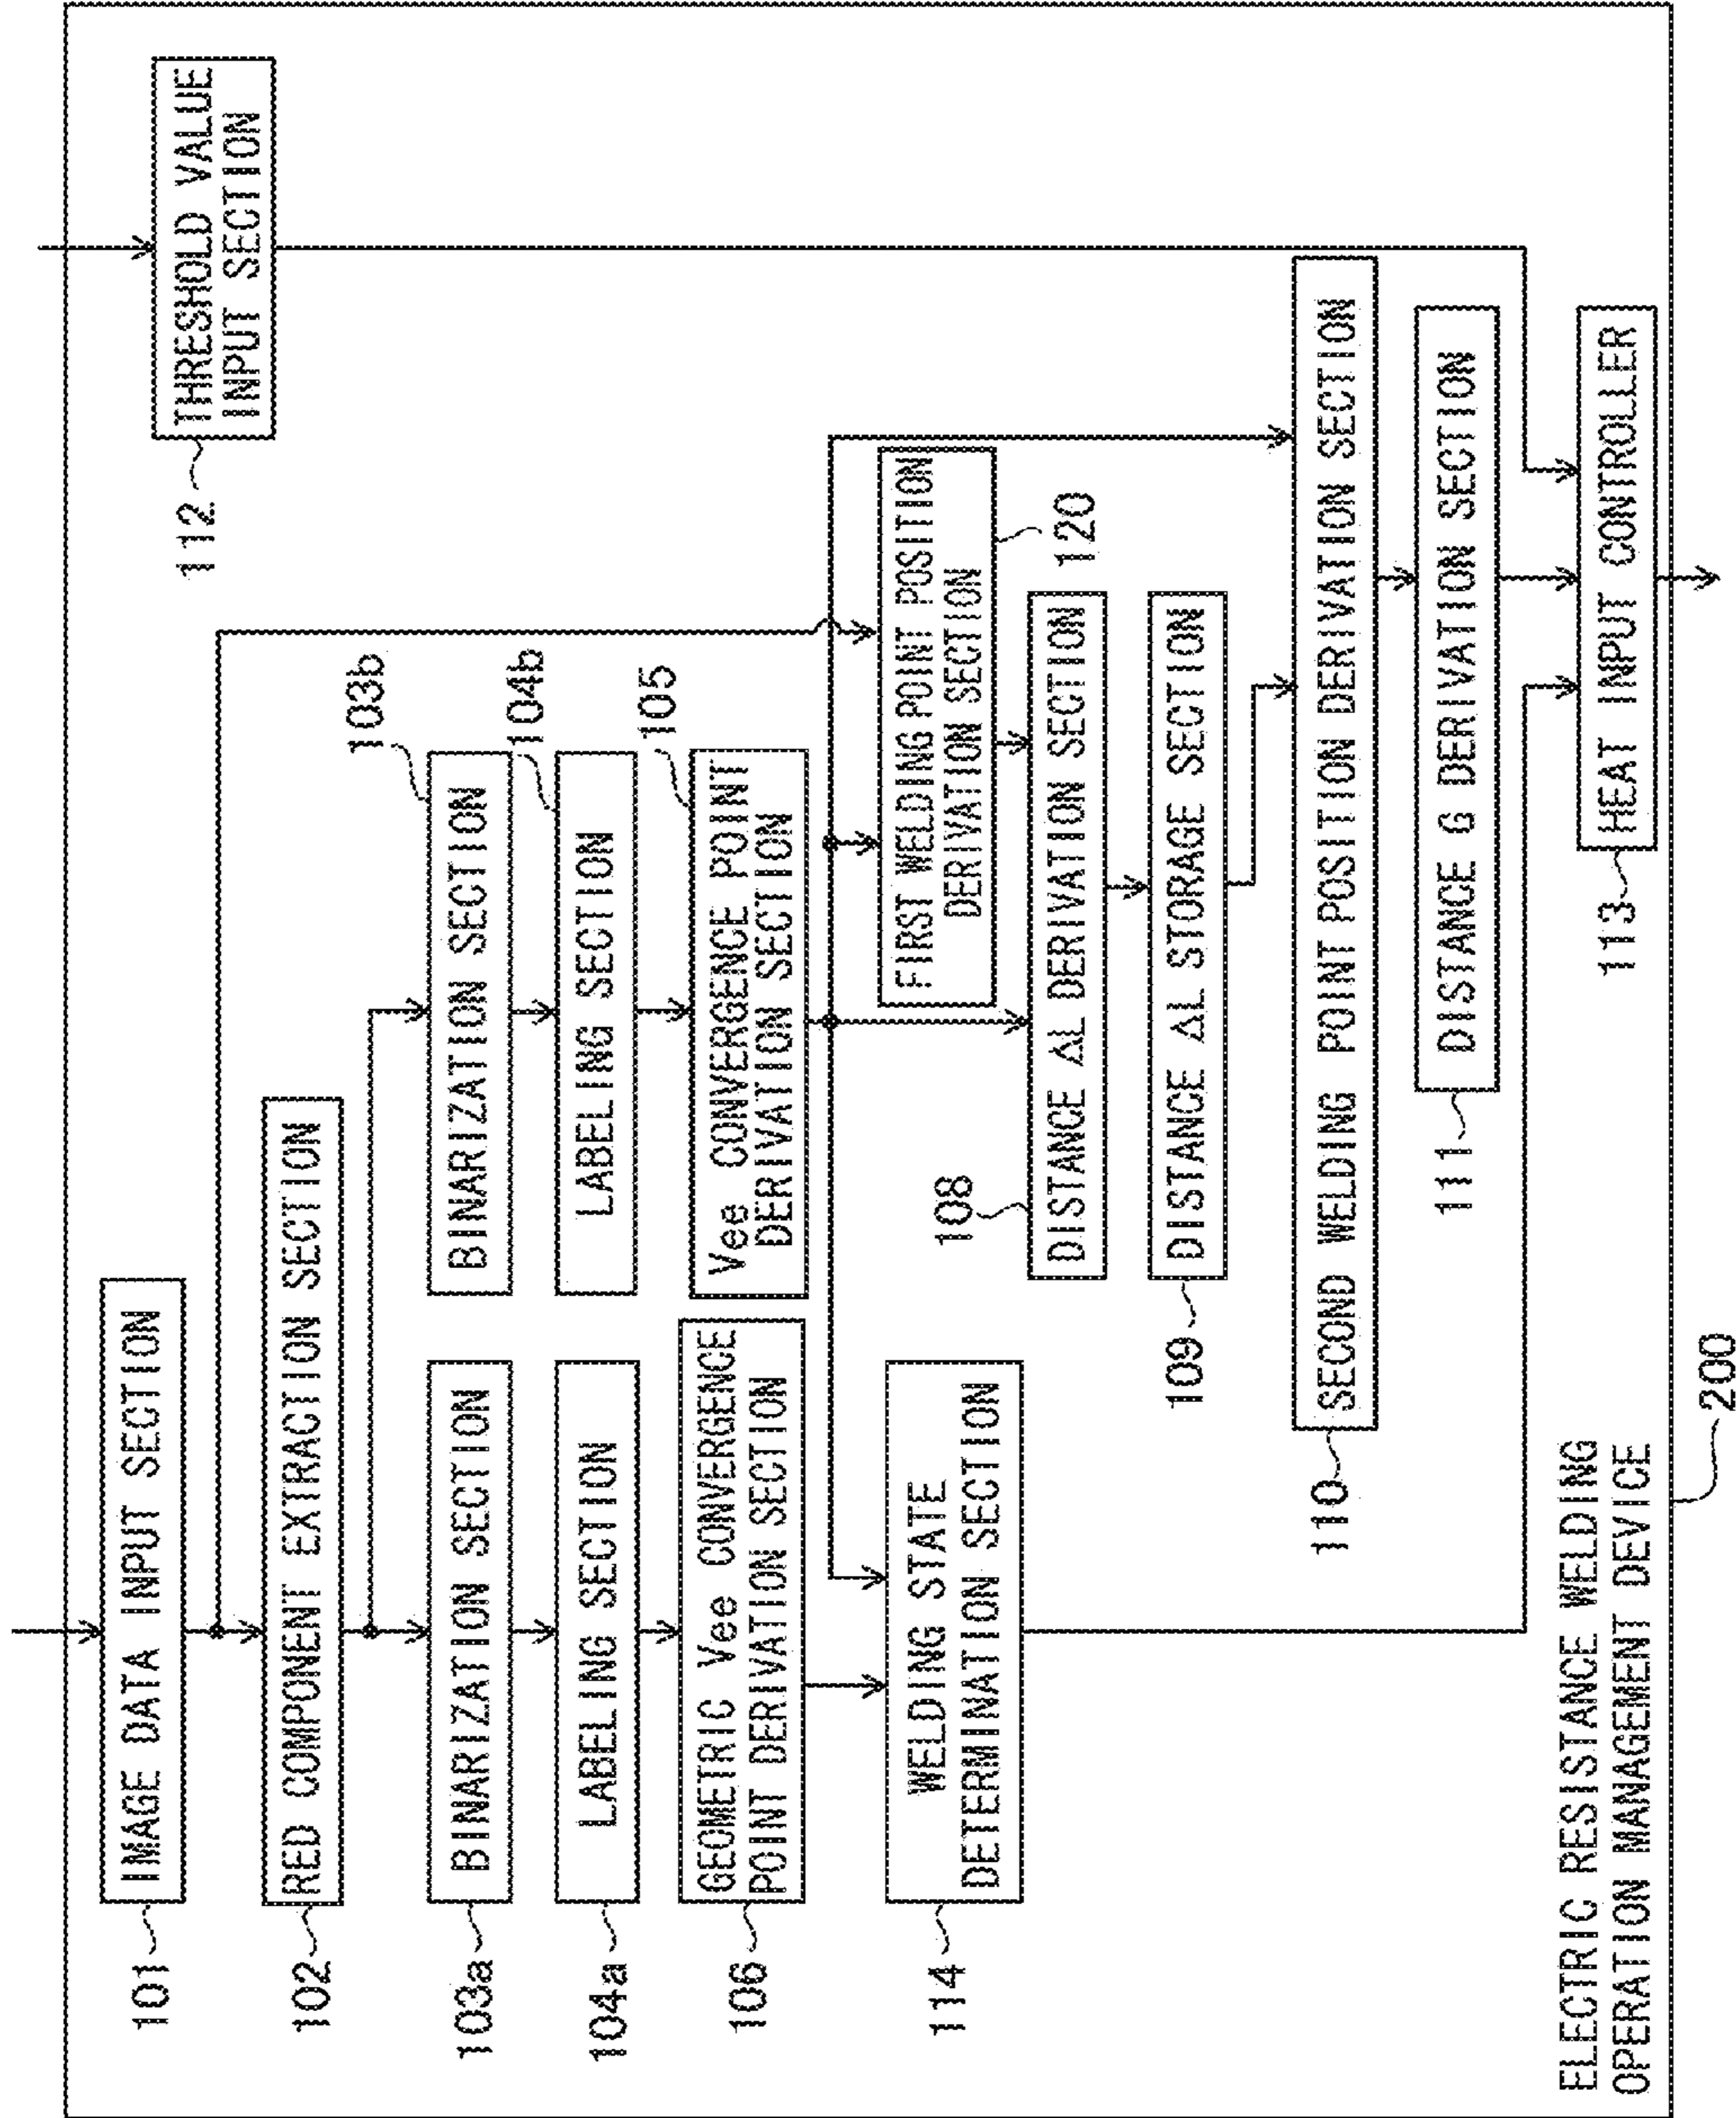 101
IMAGE DATA INPUT SECTION
112
THRESHOLD VALUE
INPUT SECTION
102
RED COMPONENT EXTRACTION SECTION
103a
BINARIZATION SECTION
103b
BINARIZATION SECTION
104a
LABELING SECTION
104b
LABELING SECTION
106
GEOMETRIC Vee CONVERGENCE
POINT DERIVATION SECTION
105
Vee CONVERGENCE POINT
DERIVATION SECTION
114
WELDING STATE
DETERMINATION SECTION
FIRST WELDING POINT POSITION
DERIVATION SECTION
120
108
DISTANCE ΔL DERIVATION SECTION
109
DISTANCE ΔL STORAGE SECTION
110
SECOND WELDING POINT POSITION DERIVATION SECTION
111
DISTANCE G DERIVATION SECTION
113
HEAT INPUT CONTROLLER
ELECTRIC RESISTANCE WELDING
OPERATION MANAGEMENT DEVICE
200